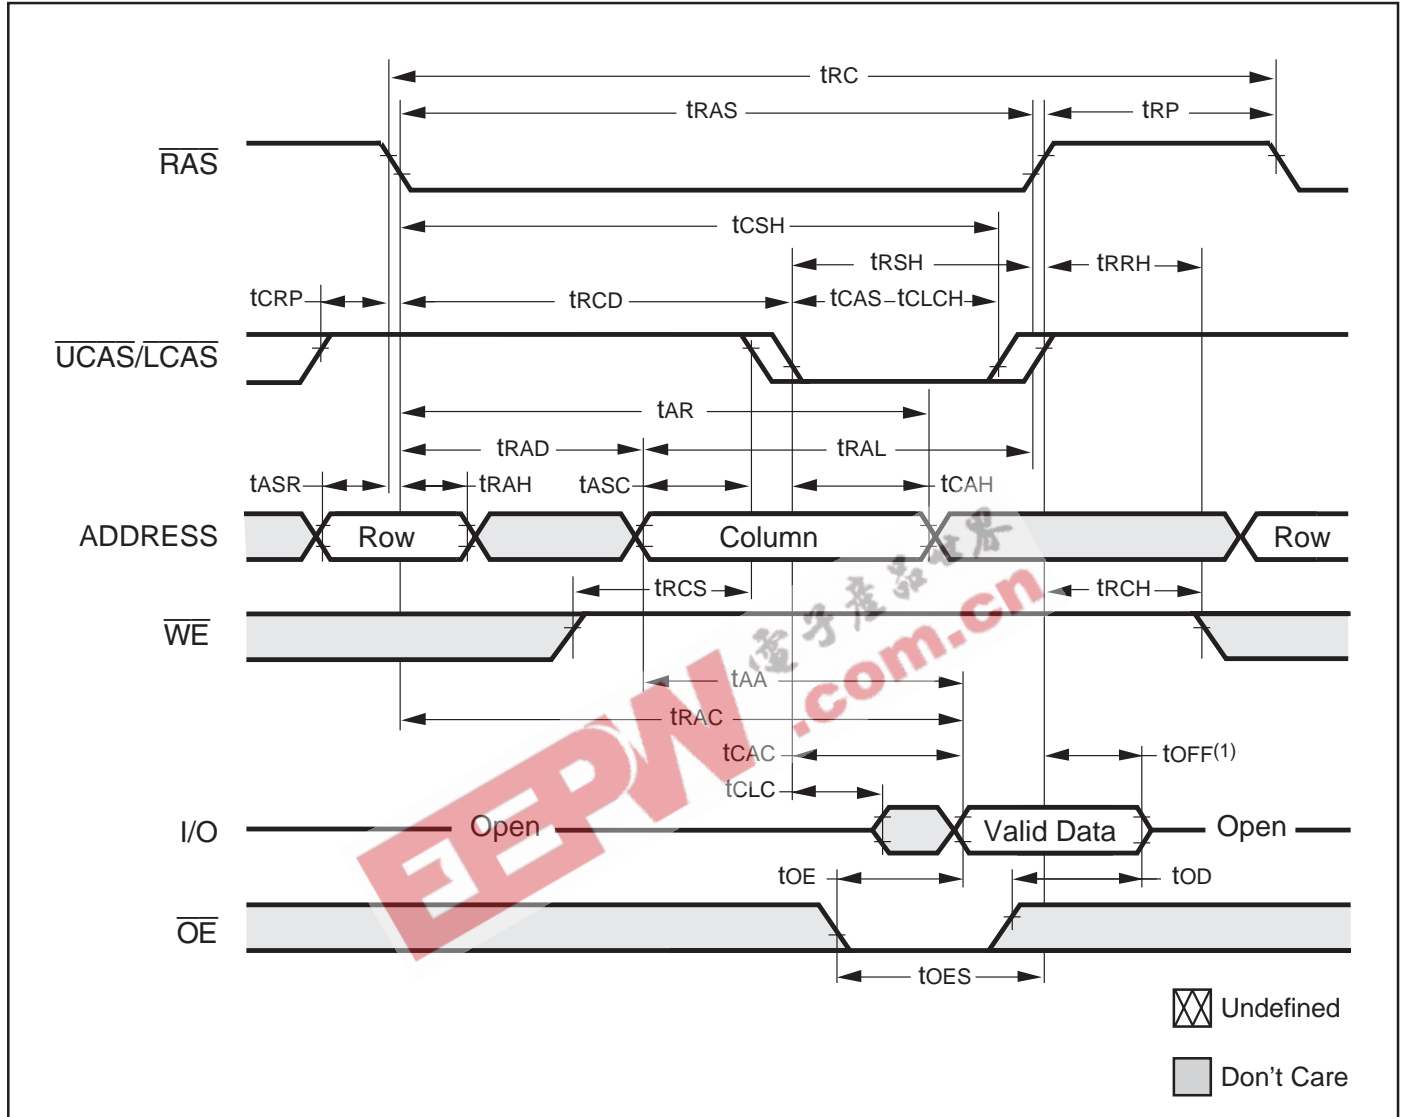 tRC
tRAS
tRP
RAS
tCSH
tRSH
tRRH
tCRP
tRCD
tCAS
tCLCH
UCAS/LCAS
tAR
tRAD
tRAL
tASR
tRAH
tASC
tCAH
ADDRESS
Row
Column
Row
tRCS
tRCH
WE
電子產品世界
.com.cn
EEPW
tAA
tRAC
tCAC
tOFF(1)
tCLC
I/O
Open
Valid Data
Open
tOE
tOD
OE
tOES
Undefined
Don't Care